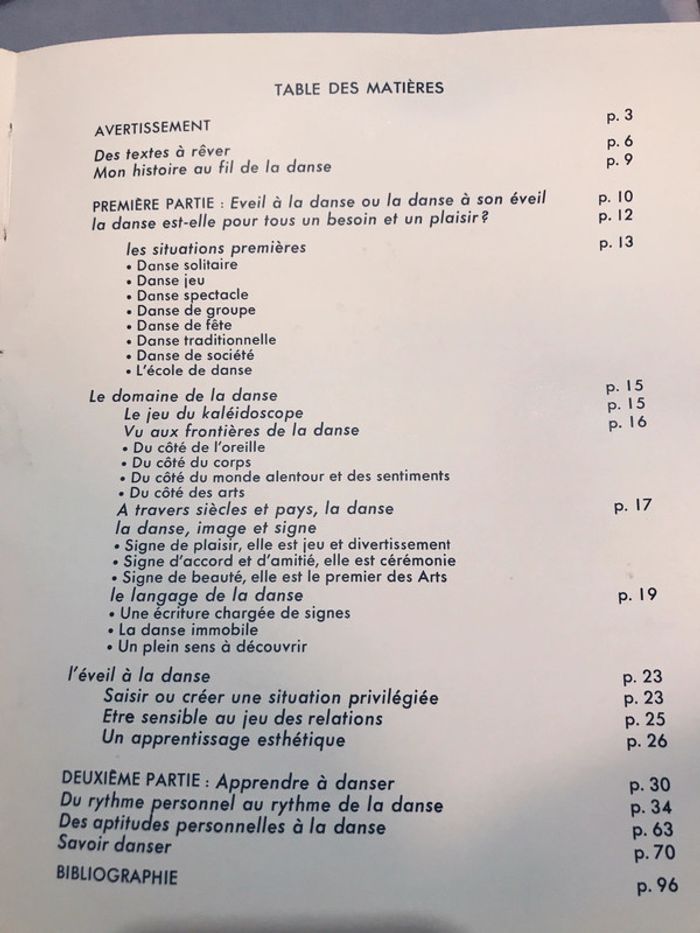 TABLE DES MATIÈRES
AVERTISSEMENT p. 3
Des textes à rêver p. 6
Mon histoire au fil de la danse p. 9
PREMIÈRE PARTIE : Eveil à la danse ou la danse à son éveil p. 10
la danse est-elle pour tous un besoin et un plaisir ? p. 12
les situations premières p. 13
• Danse solitaire
• Danse jeu
• Danse spectacle
• Danse de groupe
• Danse de fête
• Danse traditionnelle
• Danse de société
• L'école de danse
Le domaine de la danse p. 15
Le jeu du kaléidoscope p. 15
Vu aux frontières de la danse p. 16
• Du côté de l'oreille
• Du côté du corps
• Du côté du monde alentour et des sentiments
• Du côté des arts
A travers siècles et pays, la danse p. 17
la danse, image et signe
• Signe de plaisir, elle est jeu et divertissement
• Signe d'accord et d'amitié, elle est cérémonie
• Signe de beauté, elle est le premier des Arts
le langage de la danse p. 19
• Une écriture chargée de signes
• La danse immobile
• Un plein sens à découvrir
l'éveil à la danse p. 23
Saisir ou créer une situation privilégiée p. 23
Etre sensible au jeu des relations p. 25
Un apprentissage esthétique p. 26
DEUXIÈME PARTIE : Apprendre à danser p. 30
Du rythme personnel au rythme de la danse p. 34
Des aptitudes personnelles à la danse p. 63
Savoir danser p. 70
BIBLIOGRAPHIE p. 96